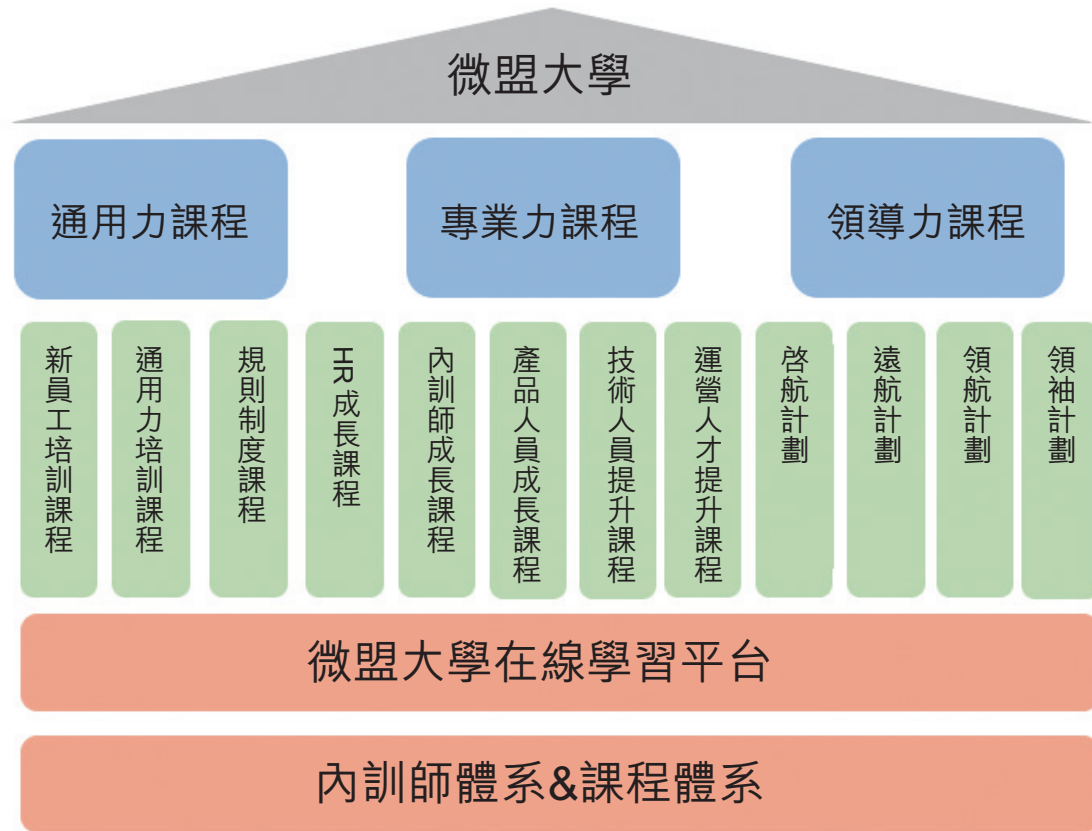 微盟大學
通用力課程
專業力課程
領導力課程
新員工培訓課程
通用力培訓課程
規則制度課程
HR成長課程
內訓師成長課程
產品人員成長課程
技術人員提升課程
運營人才提升課程
啓航計劃
遠航計劃
領航計劃
領袖計劃
微盟大學在線學習平台
內訓師體系&課程體系